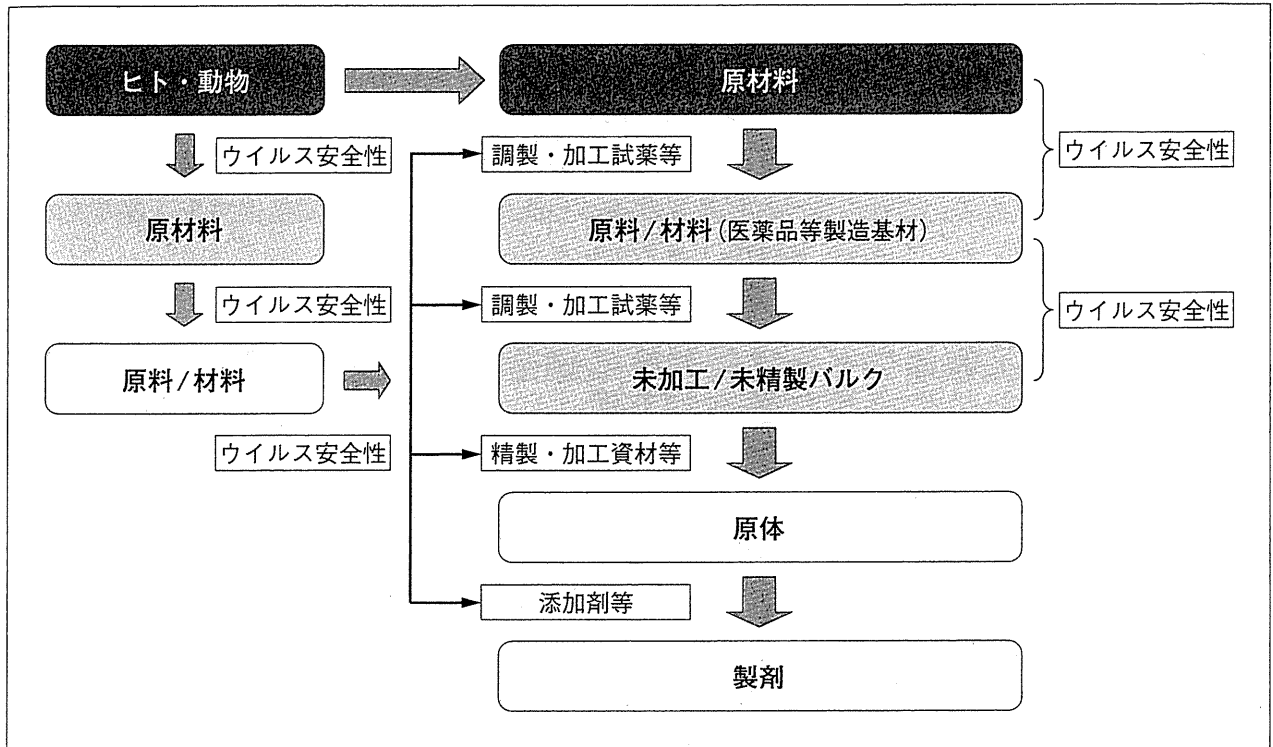 ヒト・動物
原材料
ウイルス安全性
調製・加工試薬等
ウイルス安全性
原材料
原料/材料(医薬品等製造基材)
ウイルス安全性
調製・加工試薬等
ウイルス安全性
原料/材料
未加工/未精製バルク
ウイルス安全性
精製・加工資材等
原体
添加剤等
製剤